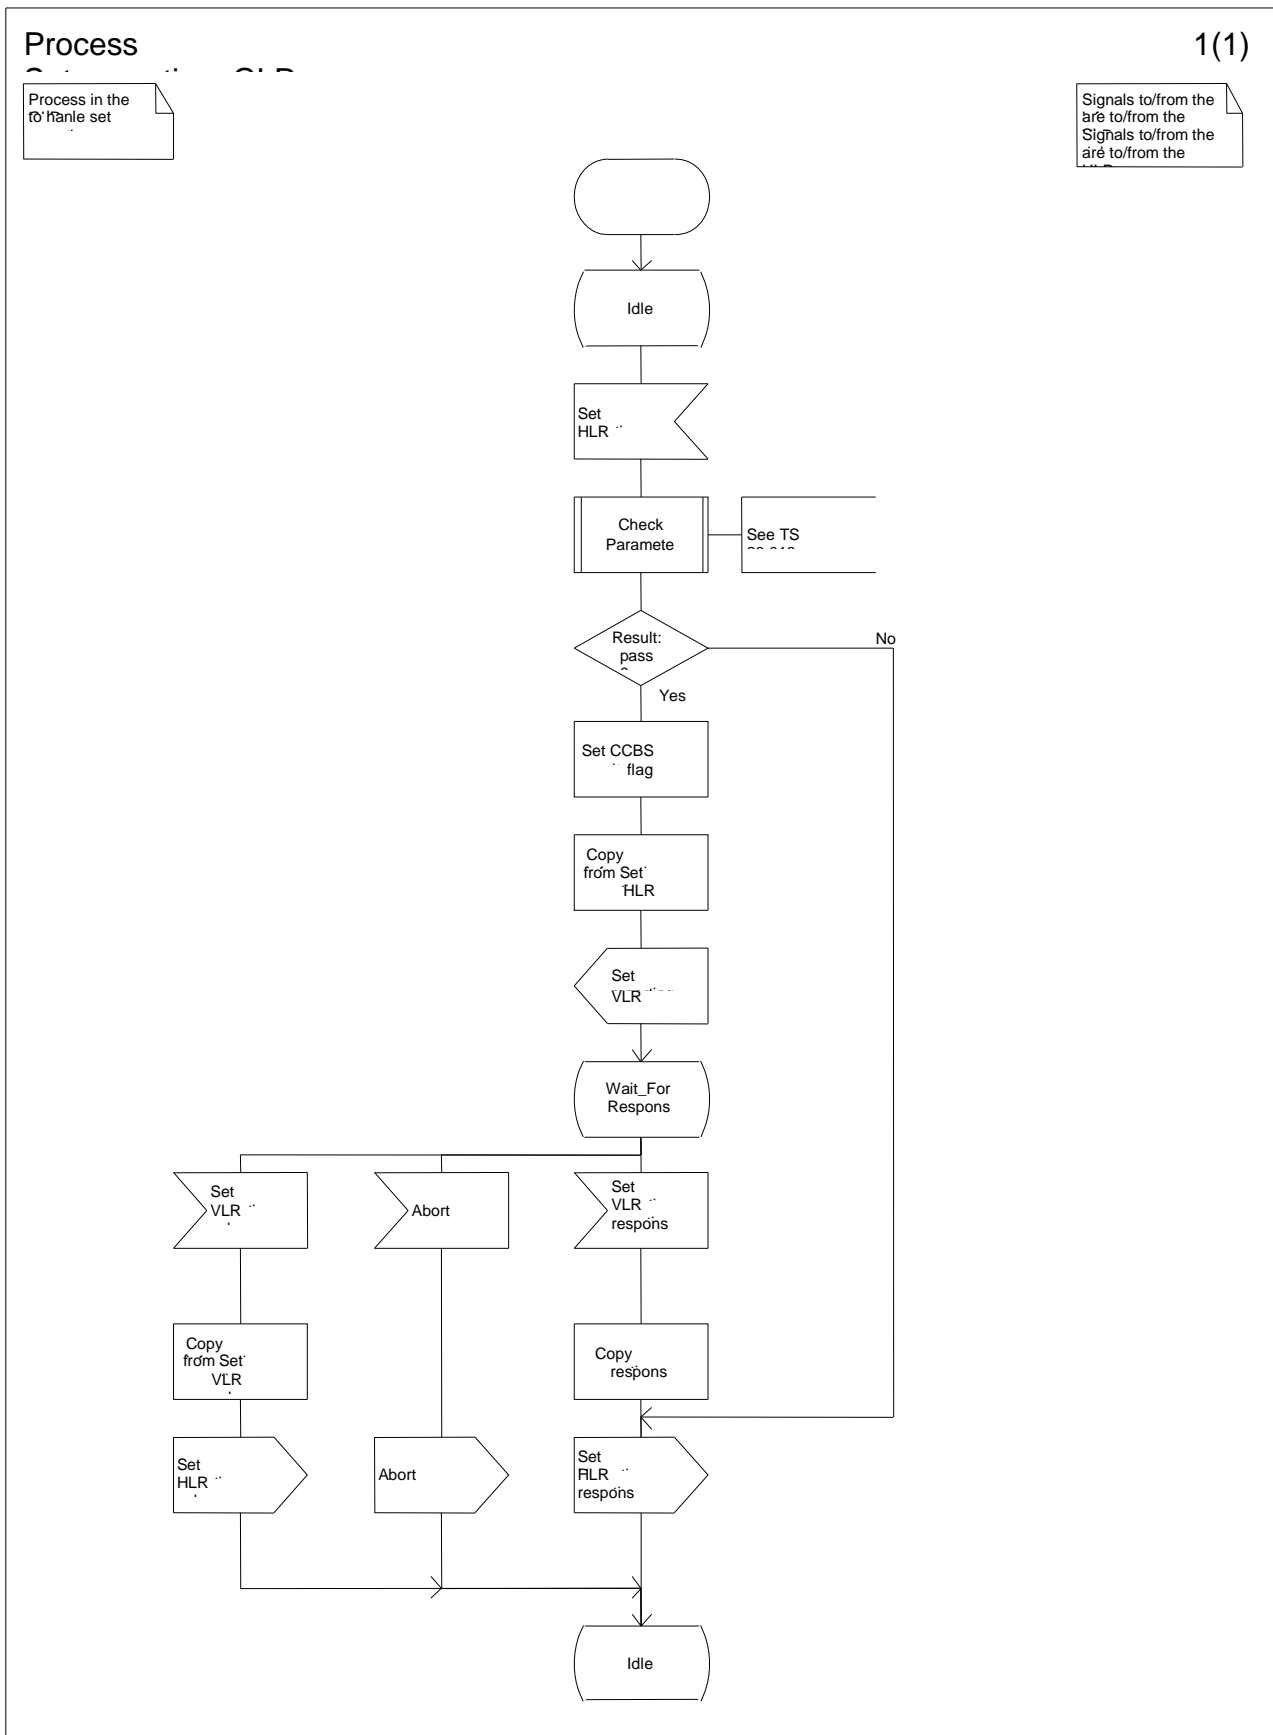 Process
1(1)
Process in the
to hanle set
Signals to/from the
are to/from the
Signals to/from the
are to/from the
Idle
Set
HLR
Check
Paramete
See TS
Result:
pass
No
Yes
Set CCBS
flag
Copy
from Set
HLR
Set
VLR
Wait_For
Respons
Set
VLR
Abort
Set
VLR
respons
Copy
from Set
VLR
Copy
respons
Set
HLR
Abort
Set
HLR
respons
Idle